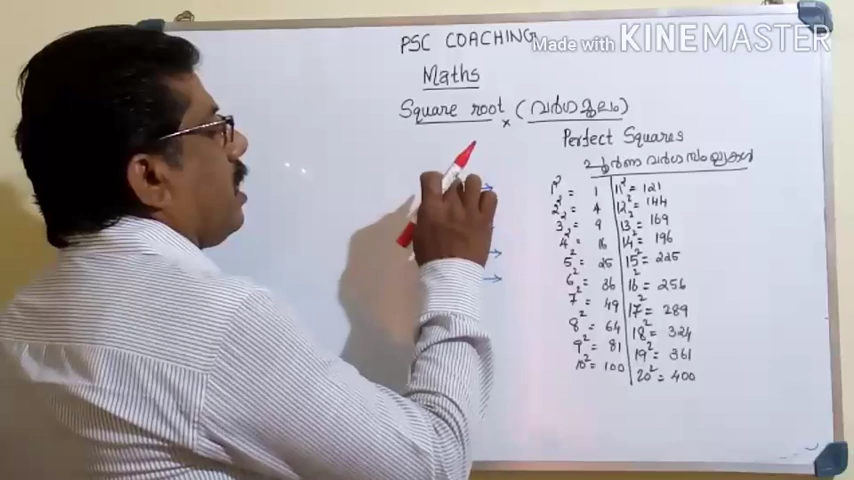 PSC COACHING
Made with KINEMASTER
Maths
Square root (വർഗമൂലം)
×
Perfect Squares
പൂർണ വർഗസംഖ്യകൾ
1² = 1 11² = 121
2² = 4 12² = 144
3² = 9 13² = 169
4² = 16 14² = 196
5² = 25 15² = 225
6² = 36 16² = 256
7² = 49 17² = 289
8² = 64 18² = 324
9² = 81 19² = 361
10² = 100 20² = 400